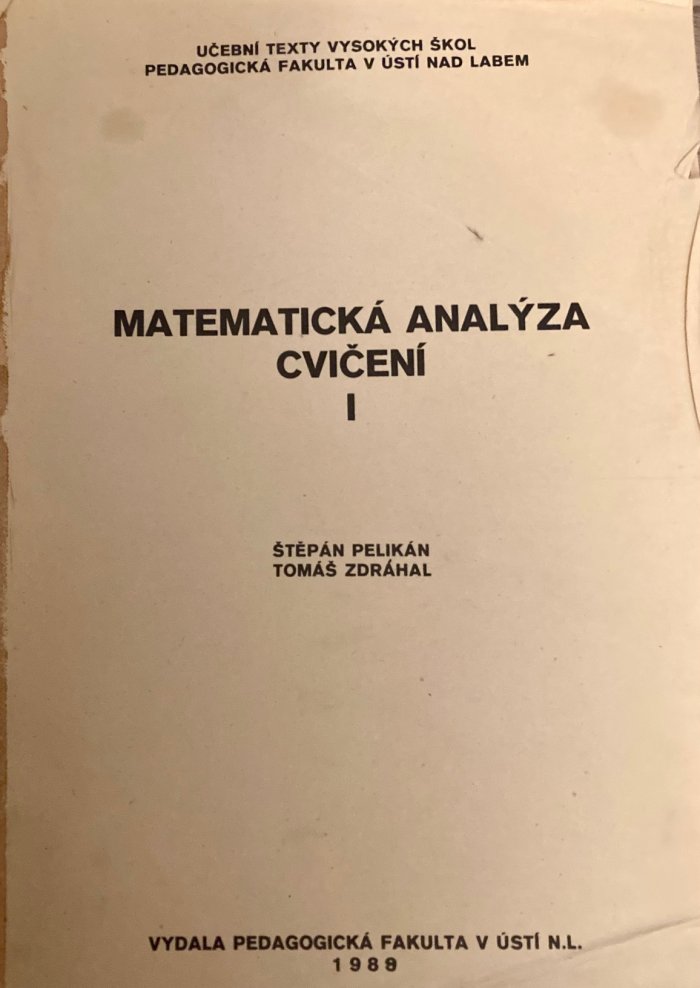 UČEBNÍ TEXTY VYSOKÝCH ŠKOL
PEDAGOGICKÁ FAKULTA V ÚSTÍ NAD LABEM
MATEMATICKÁ ANALÝZA
CVIČENÍ
I
ŠTĚPÁN PELIKÁN
TOMÁŠ ZDRÁHAL
VYDALA PEDAGOGICKÁ FAKULTA V ÚSTÍ N.L.
1989